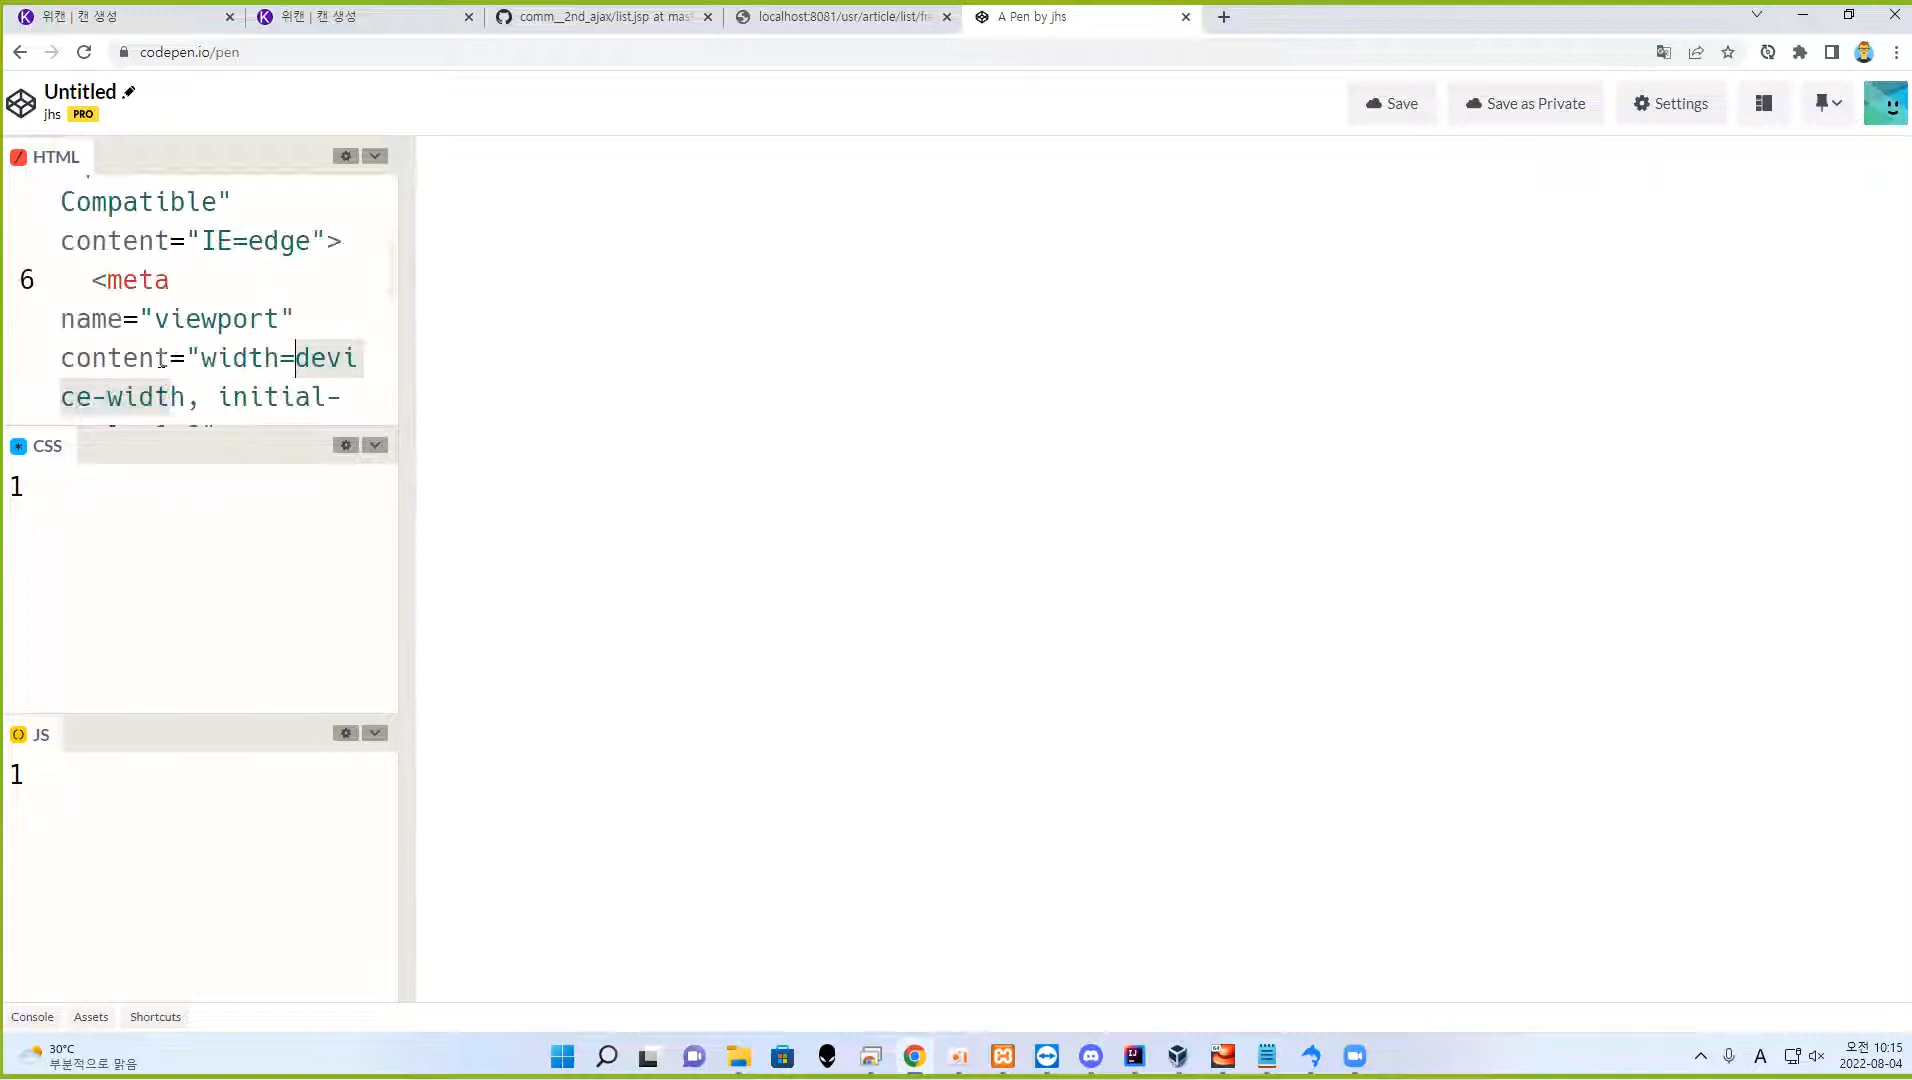 위캔 | 캔 생성
위캔 | 캔 생성
comm__2nd_ajax/list.jsp at mas
localhost:8081/usr/article/list/fre
A Pen by jhs
codepen.io/pen
Untitled
jhs PRO
Save
Save as Private
Settings
HTML
Compatible"
content="IE=edge">
6 <meta
name="viewport"
content="width=devi
ce-width, initial-
CSS
1
JS
1
Console
Assets
Shortcuts
30°C
부분적으로 맑음
A
오전 10:15
2022-08-04